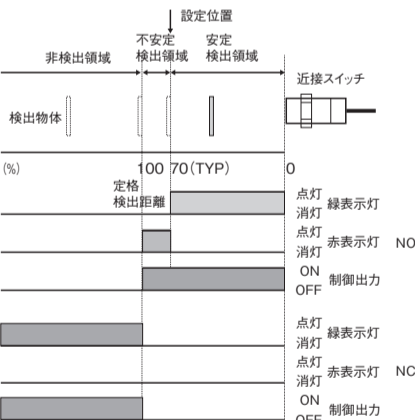 設定位置
不安定
検出領域
安定
検出領域
非検出領域
近接スイッチ
検出物体
(%)
100
70(TYP)
0
定格
検出距離
点灯
消灯
緑表示灯
点灯
消灯
赤表示灯
NO
ON
OFF
制御出力
点灯
消灯
緑表示灯
点灯
消灯
赤表示灯
NC
ON
OFF
制御出力